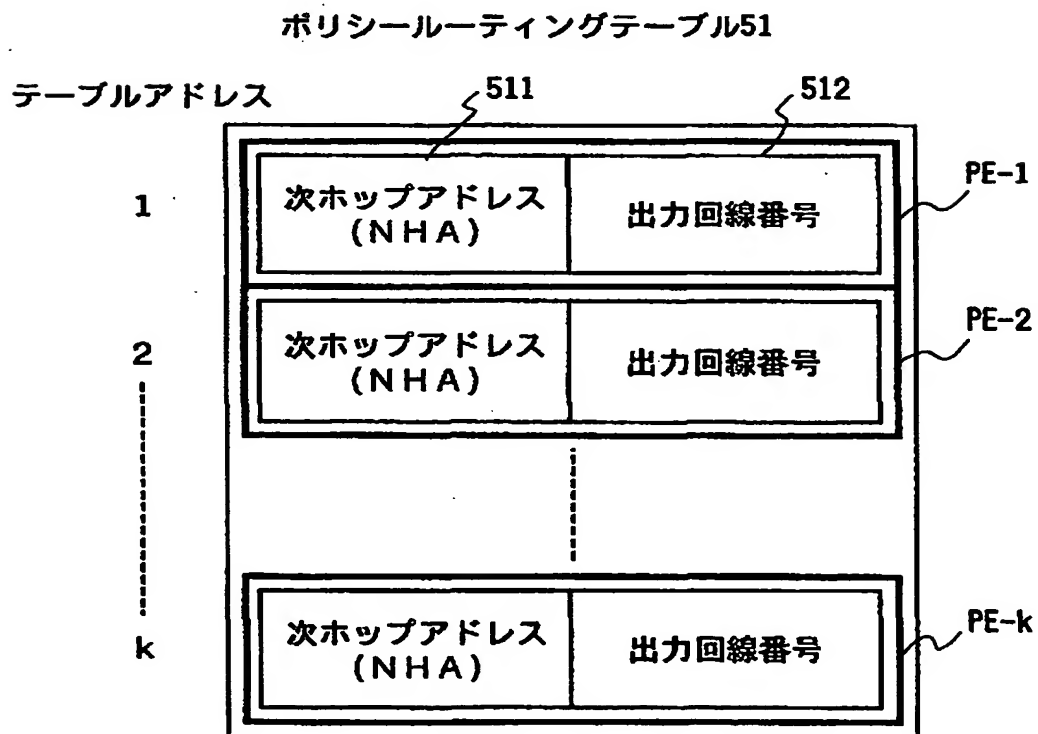 ポリシールーティングテーブル51
テーブルアドレス
511
512
1
次ホップアドレス
(NHA)
出力回線番号
PE-1
2
次ホップアドレス
(NHA)
出力回線番号
PE-2
k
次ホップアドレス
(NHA)
出力回線番号
PE-k